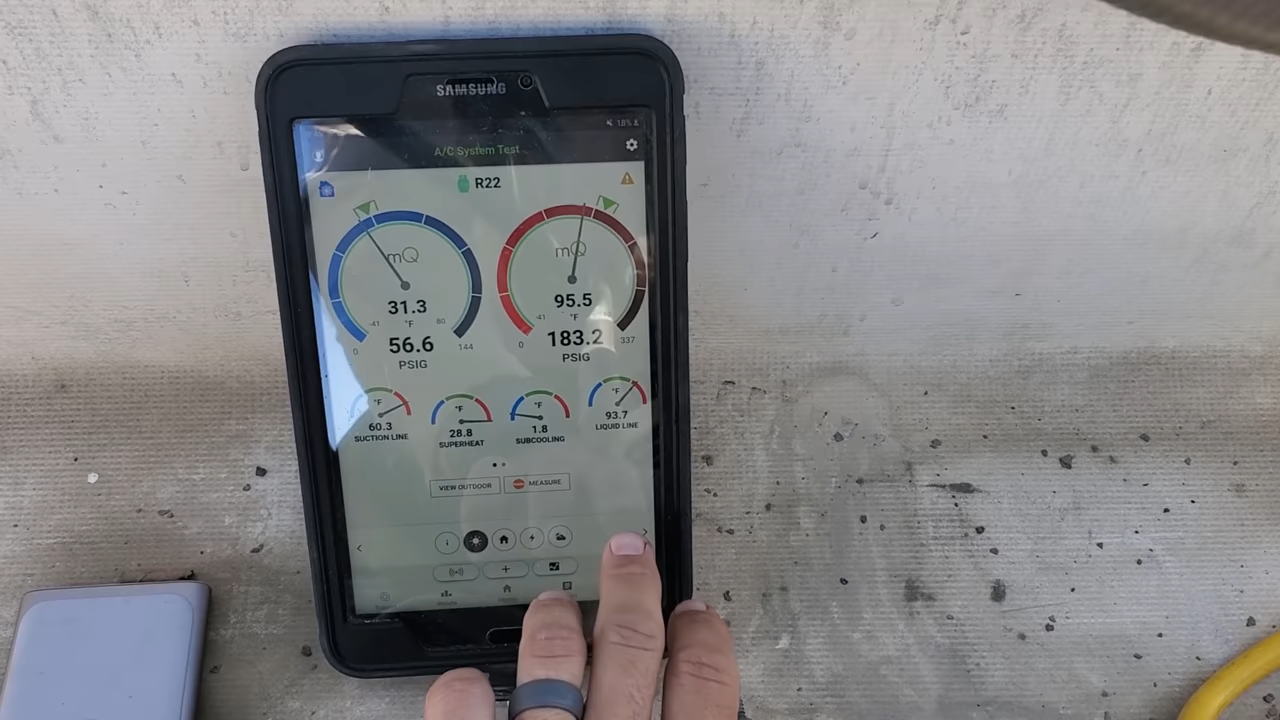 SAMSUNG
18%
A/C System Test
R22
mQ
mQ
31.3
95.5
-41 °F 80
-41 °F
56.6
183.2
0 144
0 337
PSIG
PSIG
°F
°F
°F
°F
60.3
28.8
1.8
93.7
SUCTION LINE
SUPERHEAT
SUBCOOLING
LIQUID LINE
VIEW OUTDOOR
MEASURE